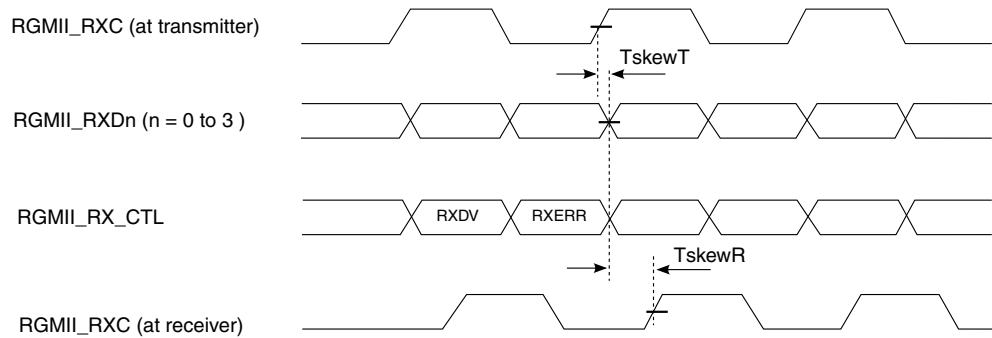 RGMII_RXC (at transmitter)
TskewT
RGMII_RXDn (n = 0 to 3 )
RGMII_RX_CTL
RXDV
RXERR
TskewR
RGMII_RXC (at receiver)